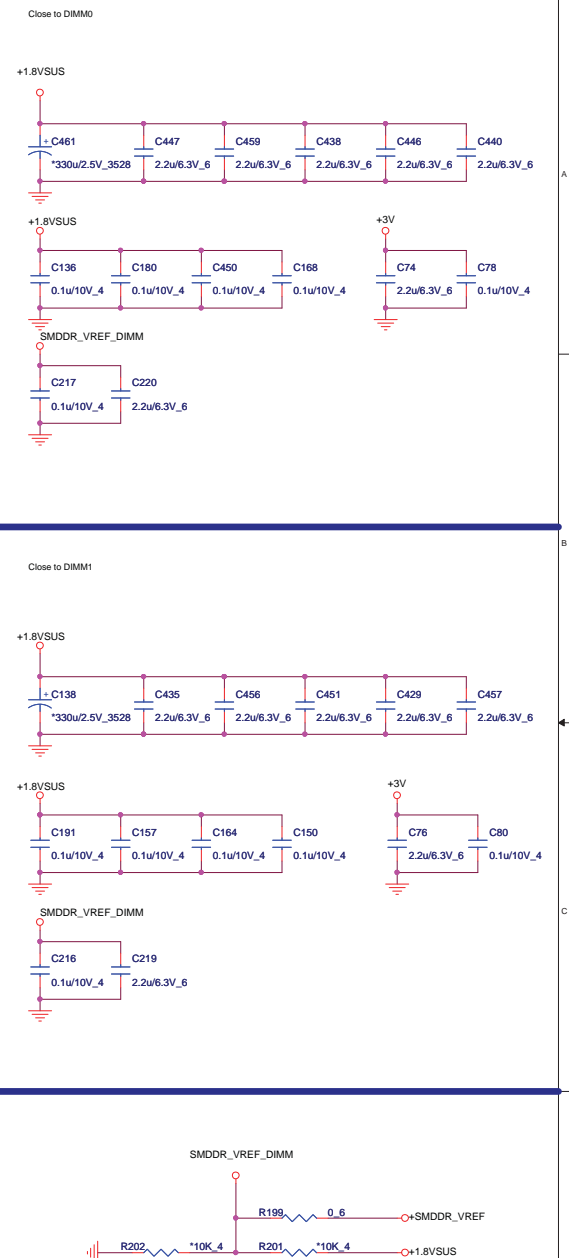 Close to DIMM0
+1.8VSUS
+ C461 C447 C459 C438 C446 C440
*330u/2.5V_3528 2.2u/6.3V_6 2.2u/6.3V_6 2.2u/6.3V_6 2.2u/6.3V_6 2.2u/6.3V_6
A
+1.8VSUS +3V
C136 C180 C450 C168 C74 C78
0.1u/10V_4 0.1u/10V_4 0.1u/10V_4 0.1u/10V_4 2.2u/6.3V_6 0.1u/10V_4
SMDDR_VREF_DIMM
C217 C220
0.1u/10V_4 2.2u/6.3V_6
B
Close to DIMM1
+1.8VSUS
+ C138 C435 C456 C451 C429 C457
*330u/2.5V_3528 2.2u/6.3V_6 2.2u/6.3V_6 2.2u/6.3V_6 2.2u/6.3V_6 2.2u/6.3V_6
+1.8VSUS +3V
C191 C157 C164 C150 C76 C80
0.1u/10V_4 0.1u/10V_4 0.1u/10V_4 0.1u/10V_4 2.2u/6.3V_6 0.1u/10V_4
C
SMDDR_VREF_DIMM
C216 C219
0.1u/10V_4 2.2u/6.3V_6
SMDDR_VREF_DIMM
R199 0_6 +SMDDR_VREF
R202 *10K_4 R201 *10K_4 +1.8VSUS